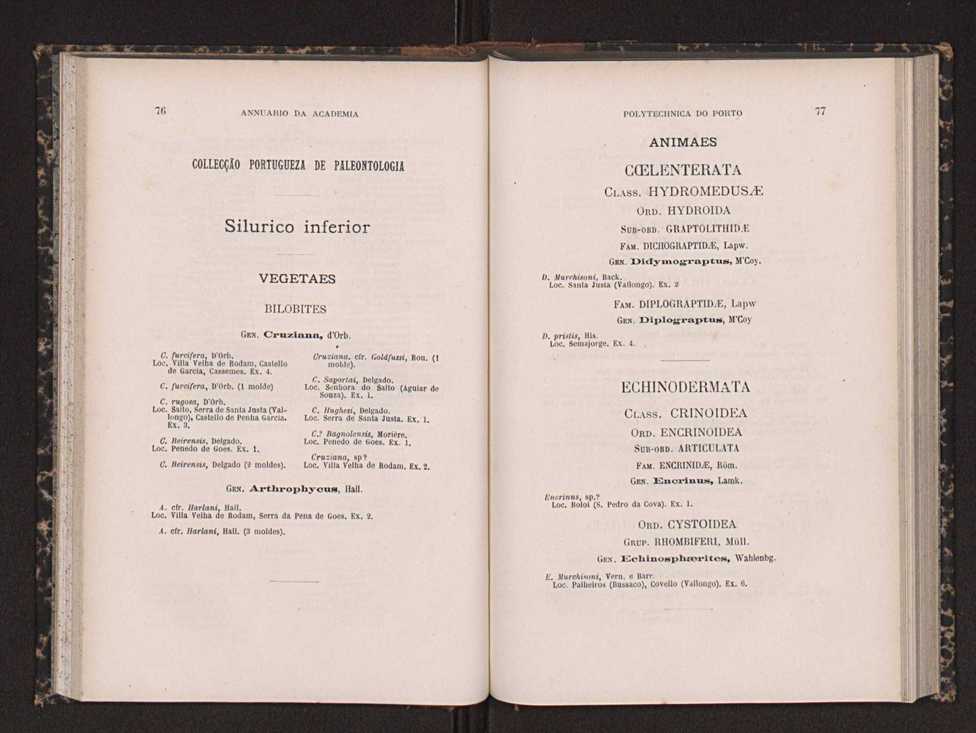 76
ANNUARIO DA ACADEMIA
COLLECÇÃO PORTUGUEZA DE PALEONTOLOGIA
Silurico inferior
VEGETAES
BILOBITES
GEN. Cruziana, d'Orb.
C. furcifera, D'Orb.
Loc. Villa Velha de Rodam, Castello
de Garcia, Cassemes. Ex. 4.
C. furcifera, D'Orb. (1 molde)
C. rugosa, D'Orb.
Loc. Salto, Serra de Santa Justa (Val-
longo), Castello de Penha Garcia.
Ex. 3.
C. Beirensis, Delgado.
Loc. Penedo de Goes. Ex. 1.
C. Beirensis, Delgado (2 moldes).
Cruziana, cfr. Goldfussi, Rou. (1
molde).
C. Saportai, Delgado.
Loc. Senhora do Salto (Aguiar de
Souza). Ex. 1.
C. Hughesi, Delgado.
Loc. Serra de Santa Justa. Ex. 1.
C.? Bagnolensis, Morière.
Loc. Penedo de Goes. Ex. 1.
Cruziana, sp?
Loc. Villa Velha de Rodam, Ex. 2.
GEN. Arthrophycus, Hall.
A. cfr. Harlani, Hall.
Loc. Villa Velha de Rodam, Serra da Pena de Goes. Ex. 2.
A. cfr. Harlani, Hall. (3 moldes).
POLYTECHNICA DO PORTO
77
ANIMAES
CŒLENTERATA
CLASS. HYDROMEDUSÆ
ORD. HYDROIDA
SUB-ORD. GRAPTOLITHIDÆ
FAM. DICHOGRAPTIDÆ, Lapw.
GEN. Didymograptus, M'Coy.
D. Murchisoni, Back.
Loc. Santa Justa (Vallongo). Ex. 2
FAM. DIPLOGRAPTIDÆ, Lapw
GEN. Diplograptus, M'Coy
D. pristis, His.
Loc. Semsjorge. Ex. 4.
ECHINODERMATA
CLASS. CRINOIDEA
ORD. ENCRINOIDEA
SUB-ORD. ARTICULATA
FAM. ENCRINIDÆ, Röm.
GEN. Encrinus, Lamk.
Encrinus, sp.?
Loc. Boloi (S. Pedro da Cova). Ex. 1.
ORD. CYSTOIDEA
GRUP. RHOMBIFERI, Müll.
GEN. Echinosphærites, Wahlenbg.
E. Murchisoni, Vern. e Barr.
Loc. Palheiros (Bussaco), Covello (Vallongo). Ex. 6.